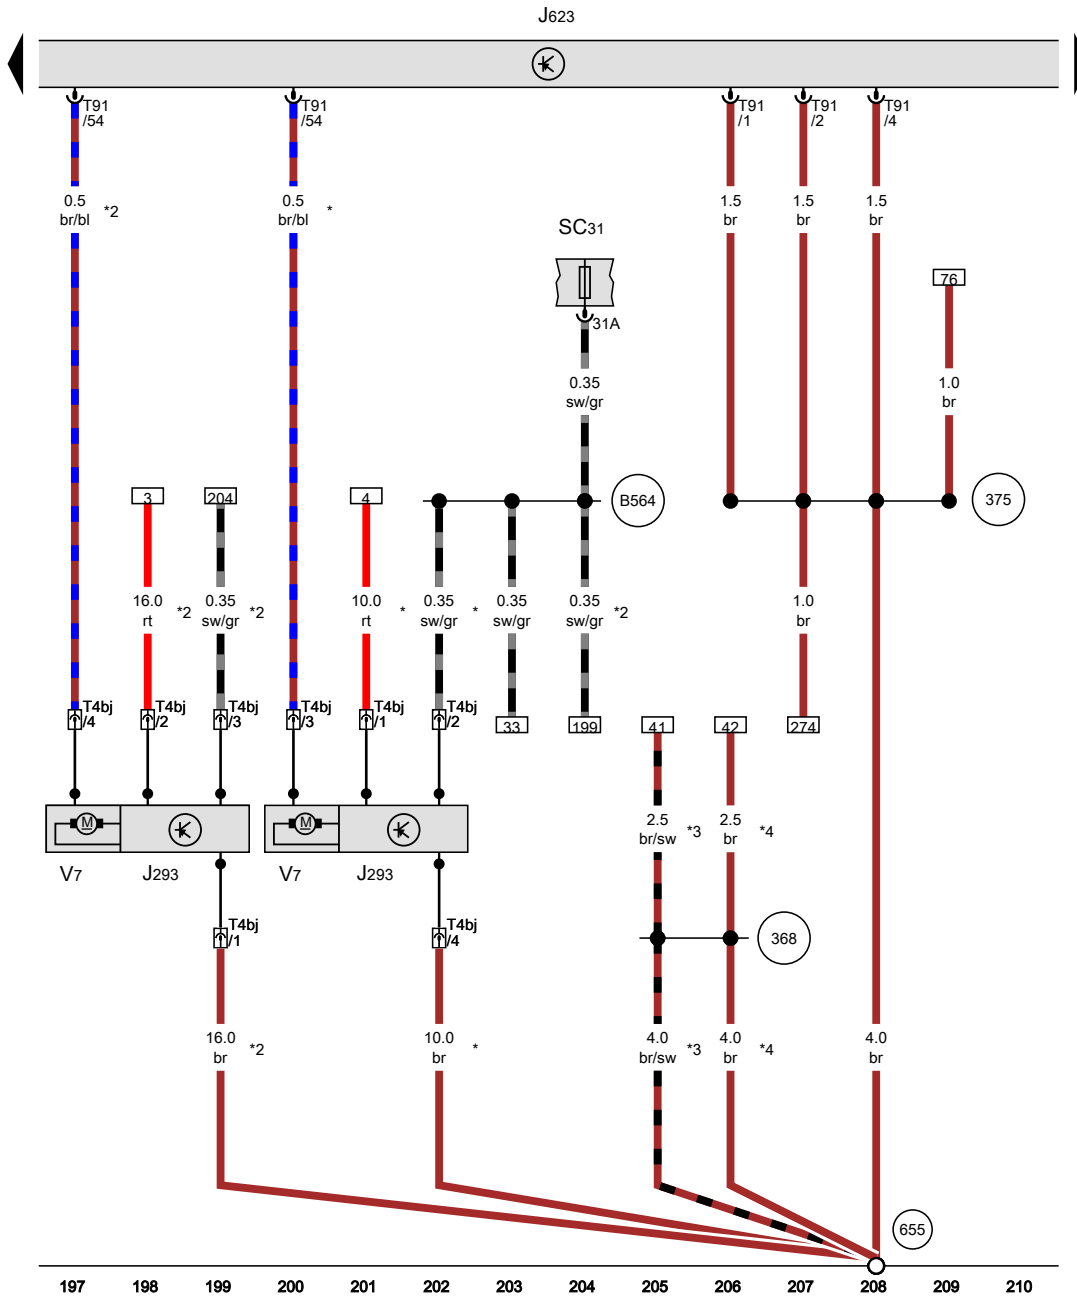 J623
T91 /54
T91 /54
T91 /1
T91 /2
T91 /4
0.5 br/bl *2
0.5 br/bl *
1.5 br
1.5 br
1.5 br
SC31
31A
76
0.35 sw/gr
1.0 br
3
204
4
B564
375
16.0 rt *2
0.35 sw/gr *2
10.0 rt *
0.35 sw/gr *
0.35 sw/gr
0.35 sw/gr *2
1.0 br
T4bj /4
T4bj /2
T4bj /3
T4bj /3
T4bj /1
T4bj /2
33
199
41
42
274
M
M
2.5 br/sw *3
2.5 br *4
V7
J293
V7
J293
T4bj /1
T4bj /4
368
16.0 br *2
10.0 br *
4.0 br/sw *3
4.0 br *4
4.0 br
655
197 198 199 200 201 202 203 204 205 206 207 208 209 210